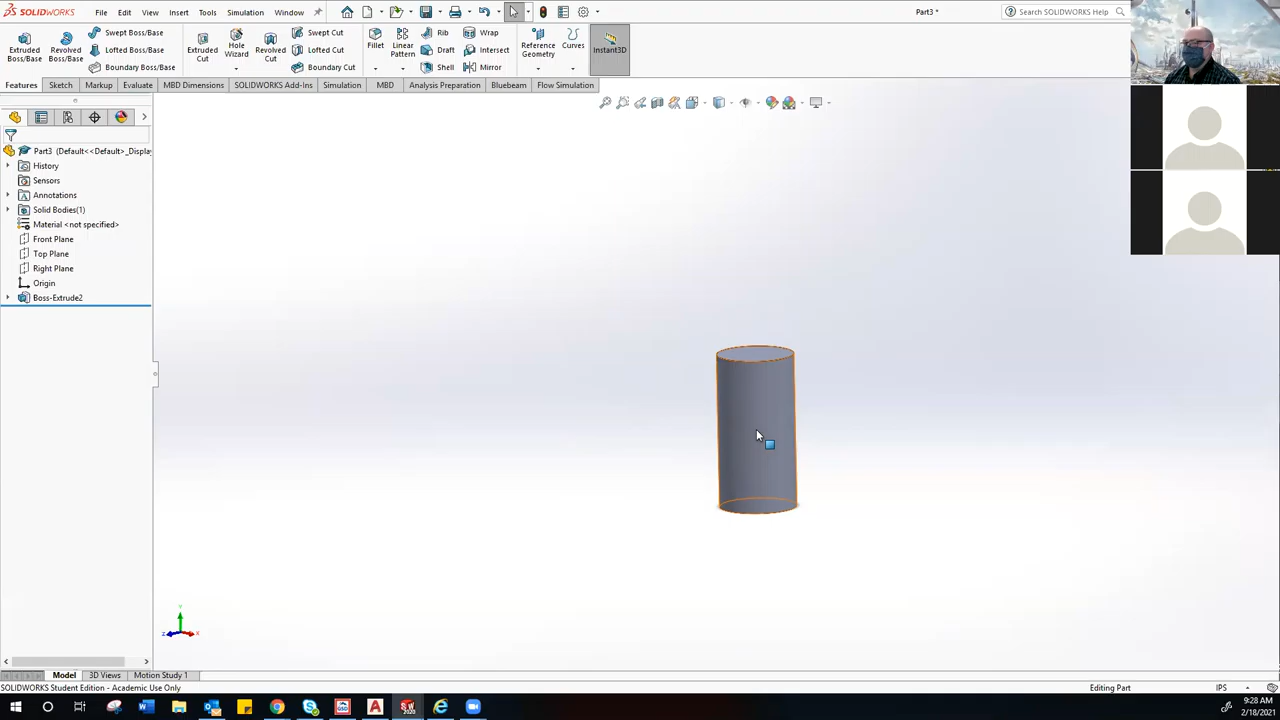 SOLIDWORKS File Edit View Insert Tools Simulation Window Part3 * Search SOLIDWORKS Help
Extruded Boss/Base
Revolved Boss/Base
Swept Boss/Base
Lofted Boss/Base
Boundary Boss/Base
Extruded Cut
Hole Wizard
Revolved Cut
Swept Cut
Lofted Cut
Boundary Cut
Fillet
Linear Pattern
Rib
Draft
Shell
Wrap
Intersect
Mirror
Reference Geometry
Curves
Instant3D
Features Sketch Markup Evaluate MBD Dimensions SOLIDWORKS Add-Ins Simulation MBD Analysis Preparation Bluebeam Flow Simulation
Part3 (Default<<Default>_Display
History
Sensors
Annotations
Solid Bodies(1)
Material <not specified>
Front Plane
Top Plane
Right Plane
Origin
Boss-Extrude2
Y
Z X
Model 3D Views Motion Study 1
SOLIDWORKS Student Edition - Academic Use Only Editing Part IPS
9:28 AM
2/18/2021